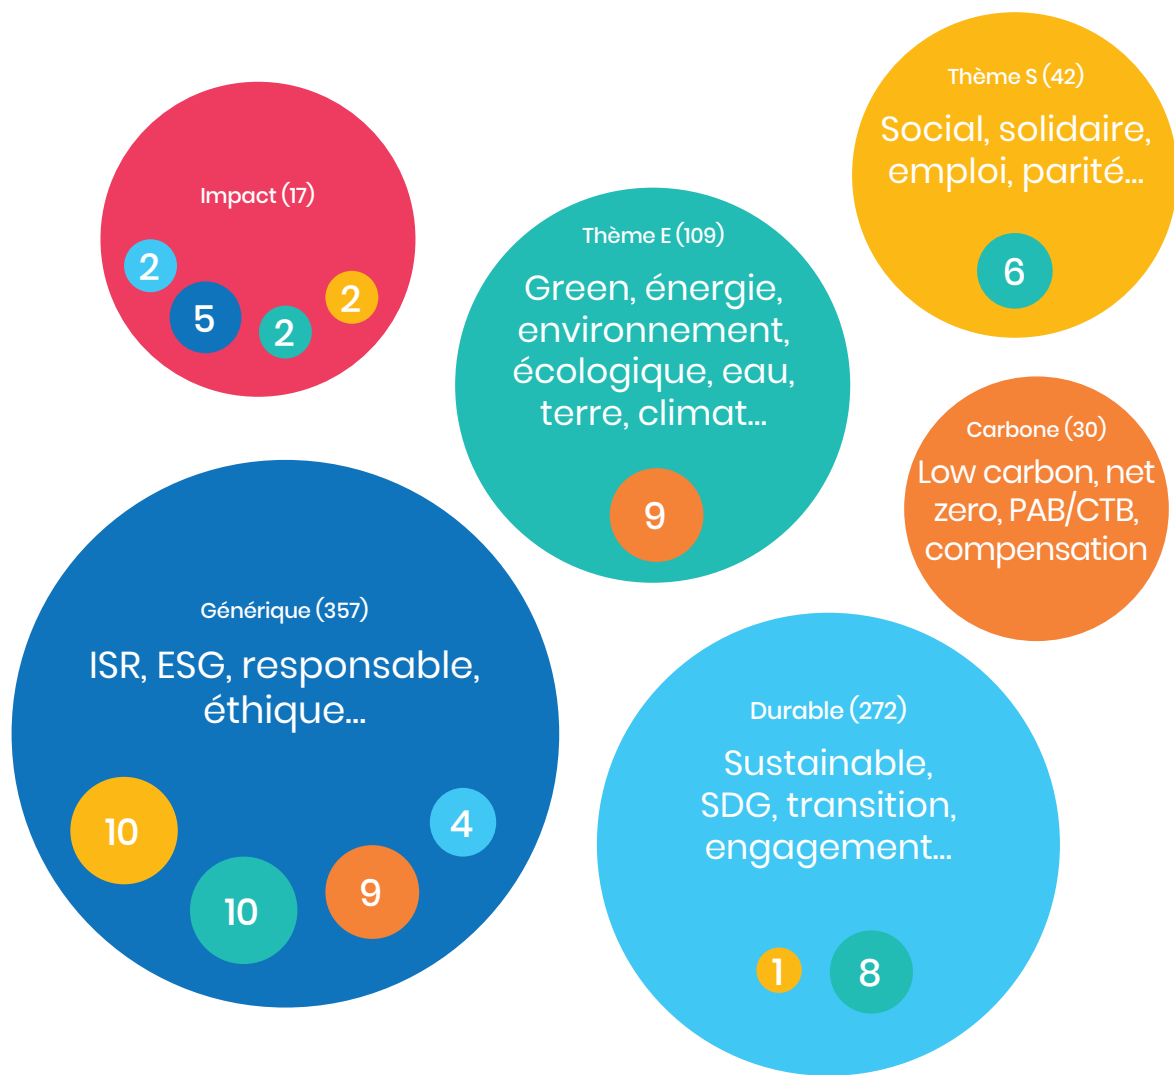 Impact (17)
2
5
2
2
Thème E (109)
Green, énergie,
environnement,
écologique, eau,
terre, climat...
9
Thème S (42)
Social, solidaire,
emploi, parité...
6
Carbone (30)
Low carbon, net
zero, PAB/CTB,
compensation
Générique (357)
ISR, ESG, responsable,
éthique...
10
10
9
4
Durable (272)
Sustainable,
SDG, transition,
engagement...
1
8